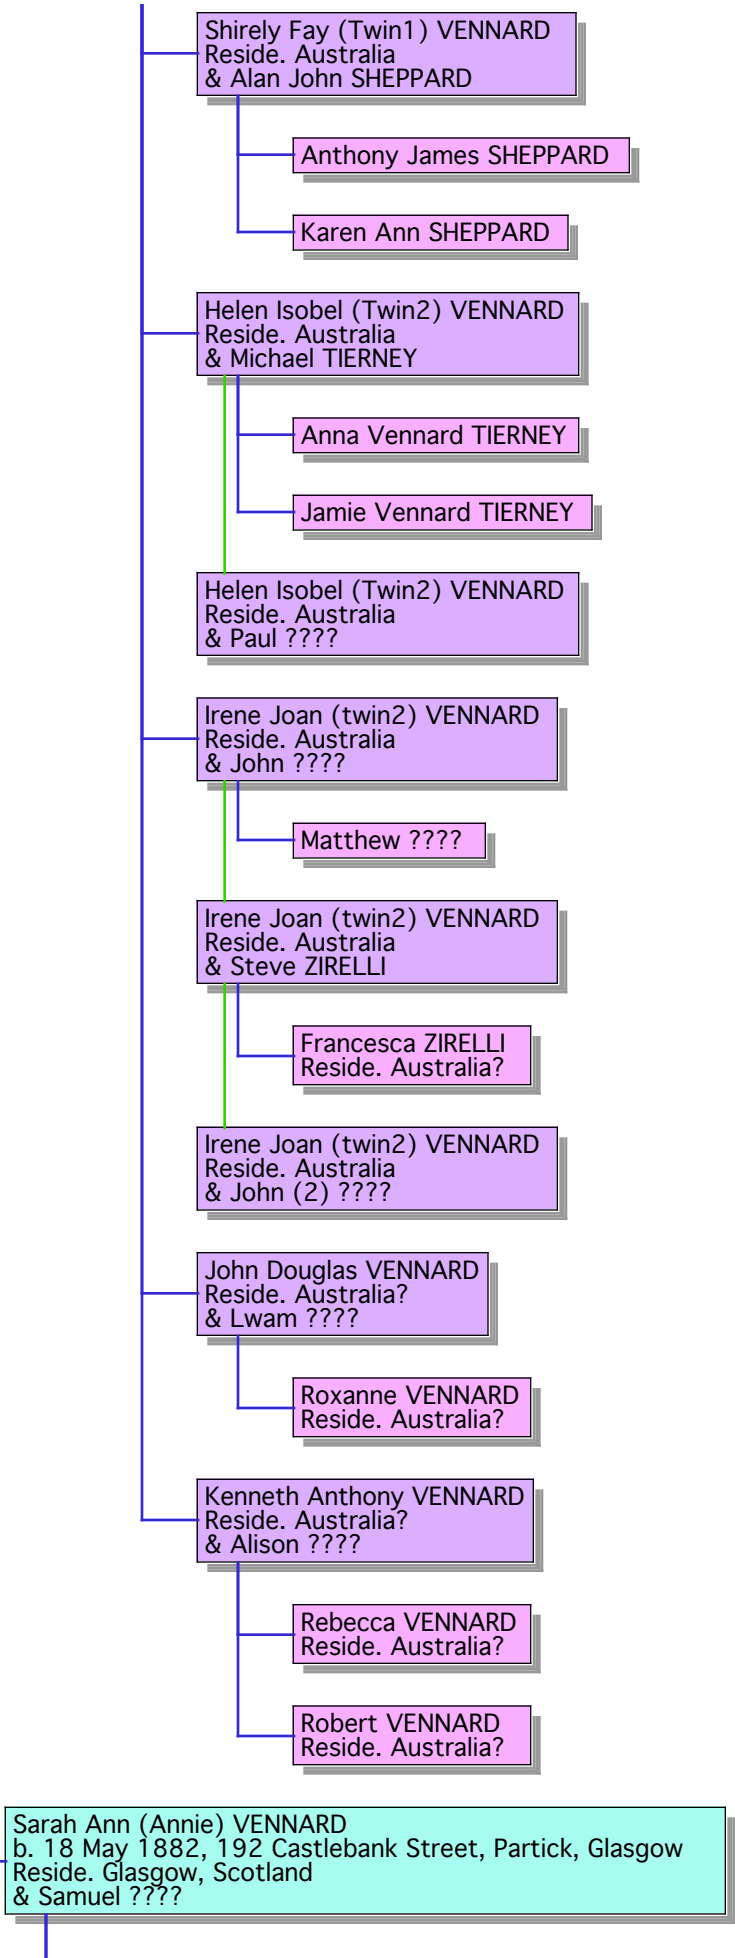 Shirely Fay (Twin1) VENNARD
Reside. Australia
& Alan John SHEPPARD
Anthony James SHEPPARD
Karen Ann SHEPPARD
Helen Isobel (Twin2) VENNARD
Reside. Australia
& Michael TIERNEY
Anna Vennard TIERNEY
Jamie Vennard TIERNEY
Helen Isobel (Twin2) VENNARD
Reside. Australia
& Paul ????
Irene Joan (twin2) VENNARD
Reside. Australia
& John ????
Matthew ????
Irene Joan (twin2) VENNARD
Reside. Australia
& Steve ZIRELLI
Francesca ZIRELLI
Reside. Australia?
Irene Joan (twin2) VENNARD
Reside. Australia
& John (2) ????
John Douglas VENNARD
Reside. Australia?
& Lwam ????
Roxanne VENNARD
Reside. Australia?
Kenneth Anthony VENNARD
Reside. Australia?
& Alison ????
Rebecca VENNARD
Reside. Australia?
Robert VENNARD
Reside. Australia?
Sarah Ann (Annie) VENNARD
b. 18 May 1882, 192 Castlebank Street, Partick, Glasgow
Reside. Glasgow, Scotland
& Samuel ????